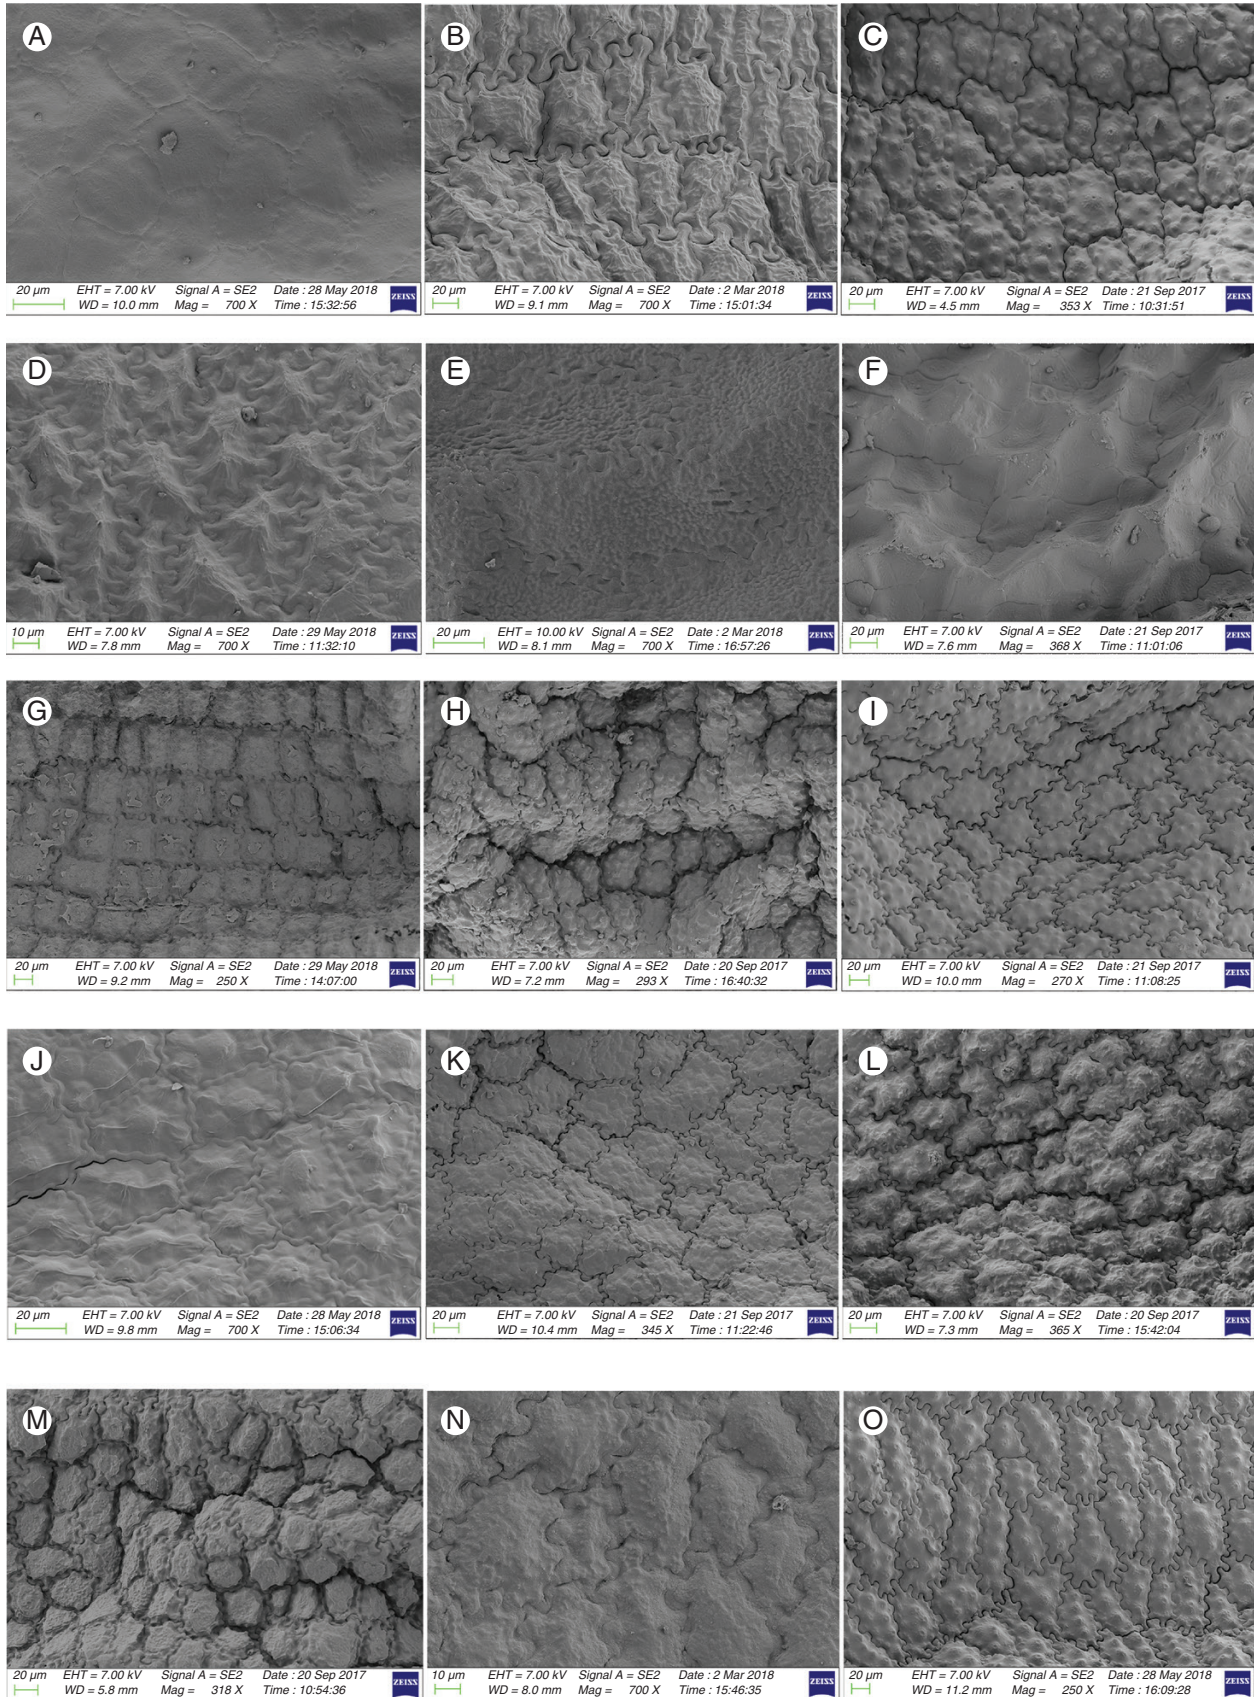 A
B
C
20 µm EHT = 7.00 kV Signal A = SE2 Date : 28 May 2018 ZEISS
WD = 10.0 mm Mag = 700 X Time : 15:32:56
20 µm EHT = 7.00 kV Signal A = SE2 Date : 2 Mar 2018 ZEISS
WD = 9.1 mm Mag = 700 X Time : 15:01:34
20 µm EHT = 7.00 kV Signal A = SE2 Date : 21 Sep 2017 ZEISS
WD = 4.5 mm Mag = 353 X Time : 10:31:51
D
E
F
10 µm EHT = 7.00 kV Signal A = SE2 Date : 29 May 2018 ZEISS
WD = 7.8 mm Mag = 700 X Time : 11:32:10
20 µm EHT = 10.00 kV Signal A = SE2 Date : 2 Mar 2018 ZEISS
WD = 8.1 mm Mag = 700 X Time : 16:57:26
20 µm EHT = 7.00 kV Signal A = SE2 Date : 21 Sep 2017 ZEISS
WD = 7.6 mm Mag = 368 X Time : 11:01:06
G
H
I
20 µm EHT = 7.00 kV Signal A = SE2 Date : 29 May 2018 ZEISS
WD = 9.2 mm Mag = 250 X Time : 14:07:00
20 µm EHT = 7.00 kV Signal A = SE2 Date : 20 Sep 2017 ZEISS
WD = 7.2 mm Mag = 293 X Time : 16:40:32
20 µm EHT = 7.00 kV Signal A = SE2 Date : 21 Sep 2017 ZEISS
WD = 10.0 mm Mag = 270 X Time : 11:08:25
J
K
L
20 µm EHT = 7.00 kV Signal A = SE2 Date : 28 May 2018 ZEISS
WD = 9.8 mm Mag = 700 X Time : 15:06:34
20 µm EHT = 7.00 kV Signal A = SE2 Date : 21 Sep 2017 ZEISS
WD = 10.4 mm Mag = 345 X Time : 11:22:46
20 µm EHT = 7.00 kV Signal A = SE2 Date : 20 Sep 2017 ZEISS
WD = 7.3 mm Mag = 365 X Time : 15:42:04
M
N
O
20 µm EHT = 7.00 kV Signal A = SE2 Date : 20 Sep 2017 ZEISS
WD = 5.8 mm Mag = 318 X Time : 10:54:36
10 µm EHT = 7.00 kV Signal A = SE2 Date : 2 Mar 2018 ZEISS
WD = 8.0 mm Mag = 700 X Time : 15:46:35
20 µm EHT = 7.00 kV Signal A = SE2 Date : 28 May 2018 ZEISS
WD = 11.2 mm Mag = 250 X Time : 16:09:28